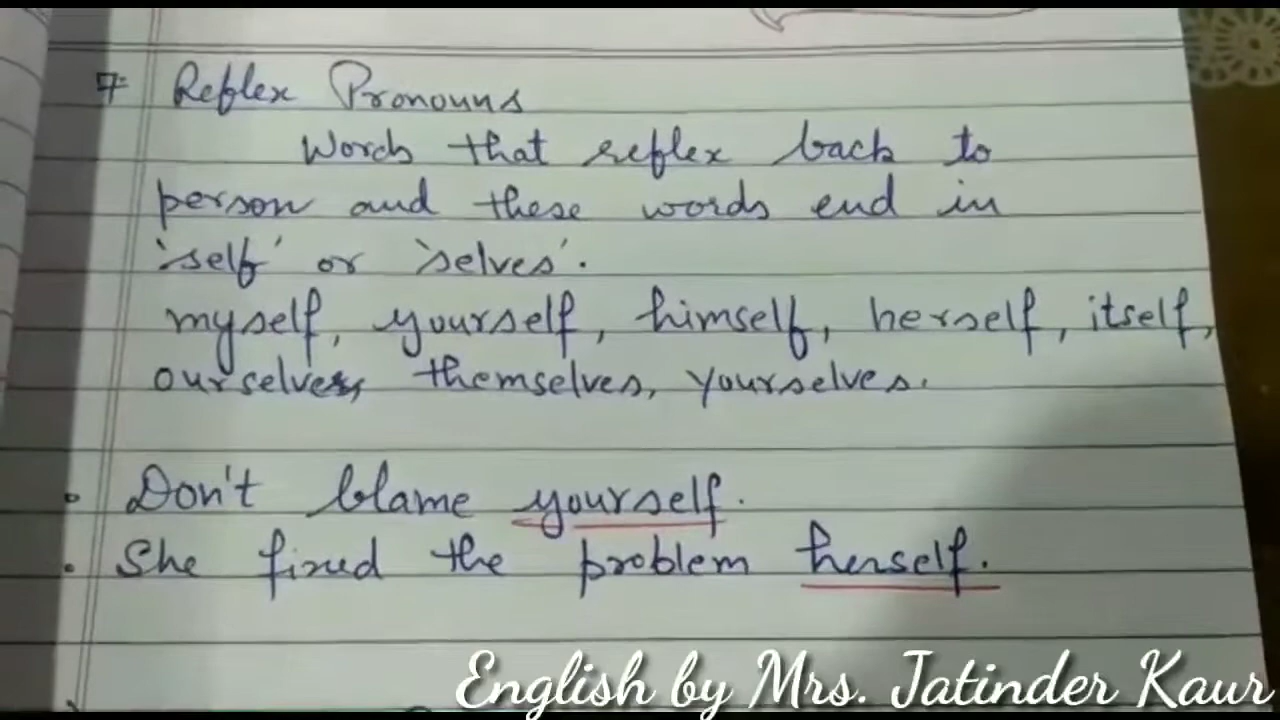 7= Reflex Pronouns
Words that reflex back to
person and these words end in
'self' or 'selves'.
myself, yourself, himself, herself, itself,
ourselves, themselves, yourselves.
• Don't blame yourself.
• She fixed the problem herself.
English by Mrs. Jatinder Kaur